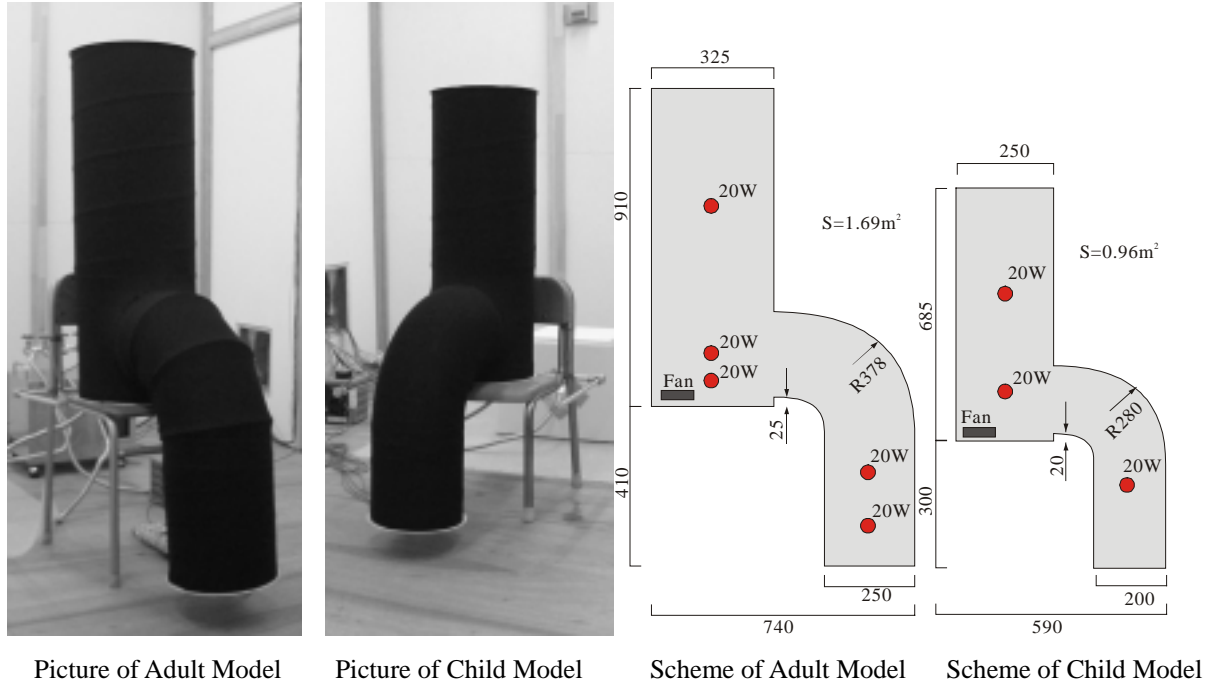 325
910
20W
S=1.69m²
20W
20W
Fan
25
R378
410
20W
20W
250
740
250
20W
S=0.96m²
685
20W
Fan
R280
20
300
20W
200
590
Picture of Adult Model
Picture of Child Model
Scheme of Adult Model
Scheme of Child Model